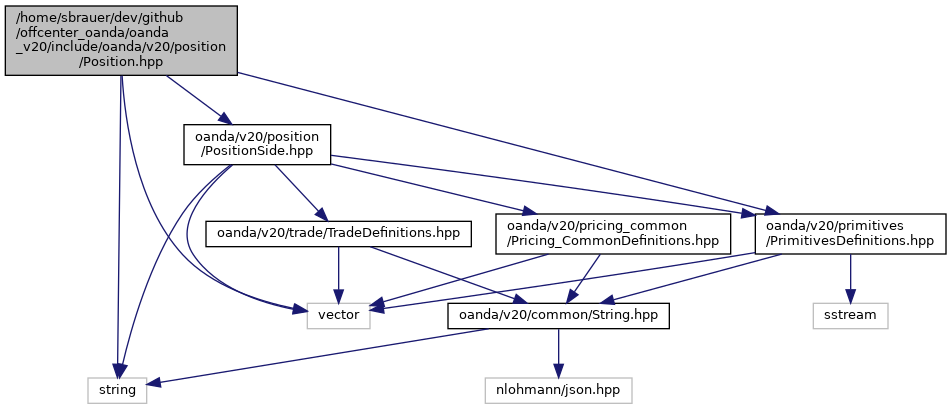 /home/sbrauer/dev/github
/offcenter_oanda/oanda
_v20/include/oanda/v20/position
/Position.hpp
oanda/v20/position
/PositionSide.hpp
oanda/v20/trade/TradeDefinitions.hpp
oanda/v20/pricing_common
/Pricing_CommonDefinitions.hpp
oanda/v20/primitives
/PrimitivesDefinitions.hpp
vector
oanda/v20/common/String.hpp
sstream
string
nlohmann/json.hpp